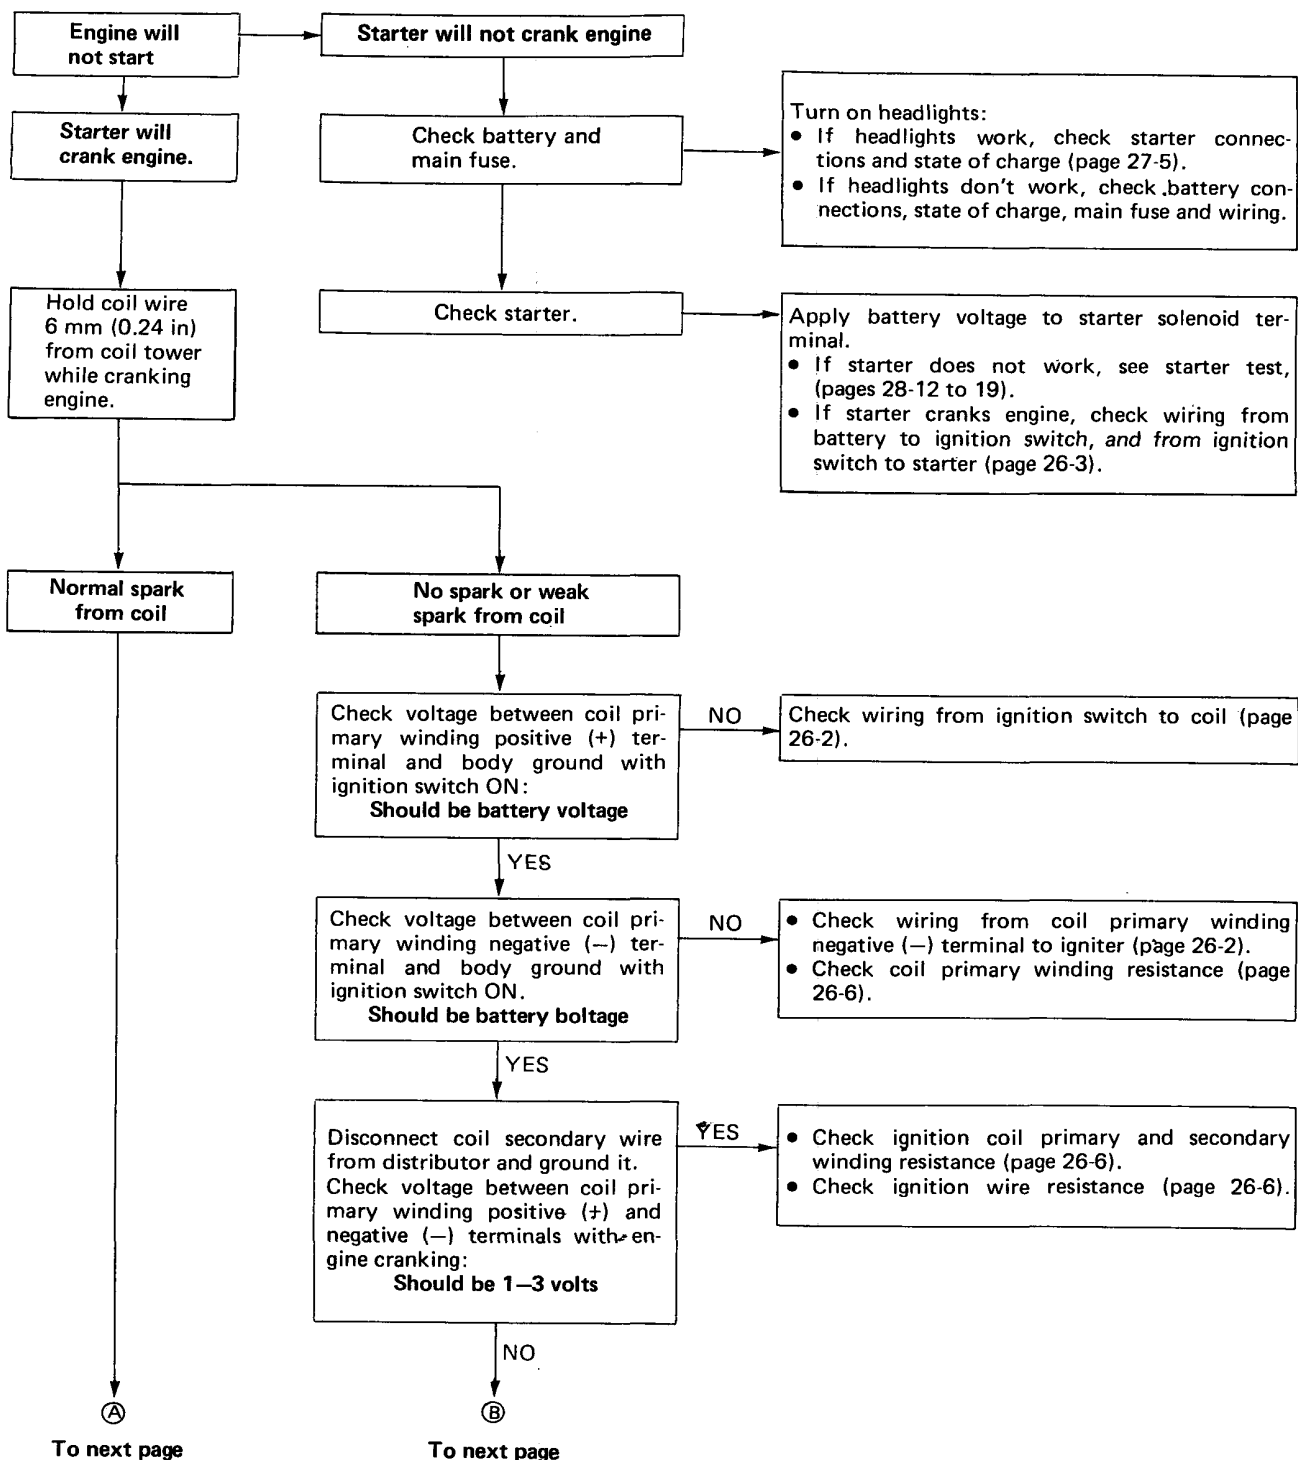 Engine will
not start
Starter will not crank engine
Starter will
crank engine.
Check battery and
main fuse.
Turn on headlights:
● If headlights work, check starter connec-
tions and state of charge (page 27-5).
● If headlights don't work, check battery con-
nections, state of charge, main fuse and wiring.
Hold coil wire
6 mm (0.24 in)
from coil tower
while cranking
engine.
Check starter.
Apply battery voltage to starter solenoid ter-
minal.
● If starter does not work, see starter test,
(pages 28-12 to 19).
● If starter cranks engine, check wiring from
battery to ignition switch, and from ignition
switch to starter (page 26-3).
Normal spark
from coil
No spark or weak
spark from coil
Check voltage between coil pri-
mary winding positive (+) ter-
minal and body ground with
ignition switch ON:
Should be battery voltage
NO
Check wiring from ignition switch to coil (page
26-2).
YES
Check voltage between coil pri-
mary winding negative (—) ter-
minal and body ground with
ignition switch ON.
Should be battery boltage
NO
● Check wiring from coil primary winding
negative (—) terminal to igniter (page 26-2).
● Check coil primary winding resistance (page
26-6).
YES
Disconnect coil secondary wire
from distributor and ground it.
Check voltage between coil pri-
mary winding positive (+) and
negative (—) terminals with en-
gine cranking:
Should be 1—3 volts
YES
● Check ignition coil primary and secondary
winding resistance (page 26-6).
● Check ignition wire resistance (page 26-6).
NO
Ⓐ
To next page
Ⓑ
To next page